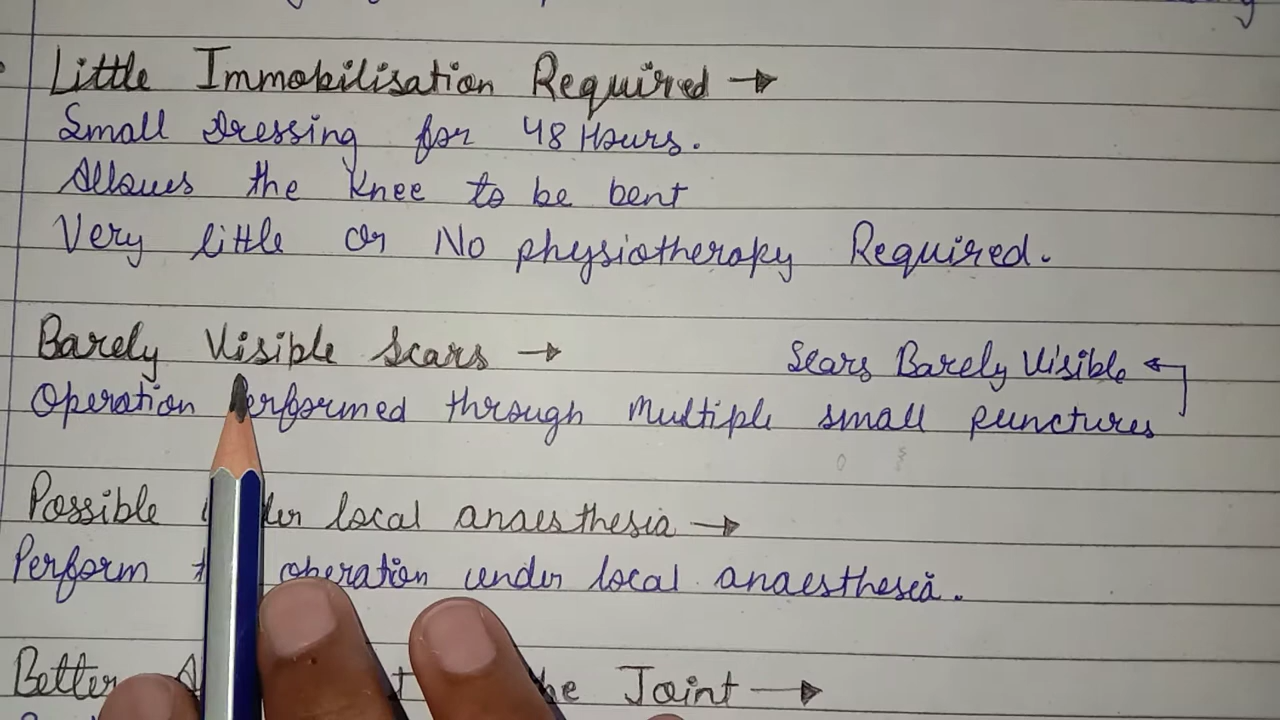 Little Immobilisation Required →
Small Dressing for 48 Hours.
Allows the Knee to be bent
Very little or No physiotherapy Required.
Barely Visible Scars →
Scars Barely Visible ←
Operation Performed through Multiple small punctures
Possible local anaesthesia →
Perform operation under local anaesthesia.
Better Joint →